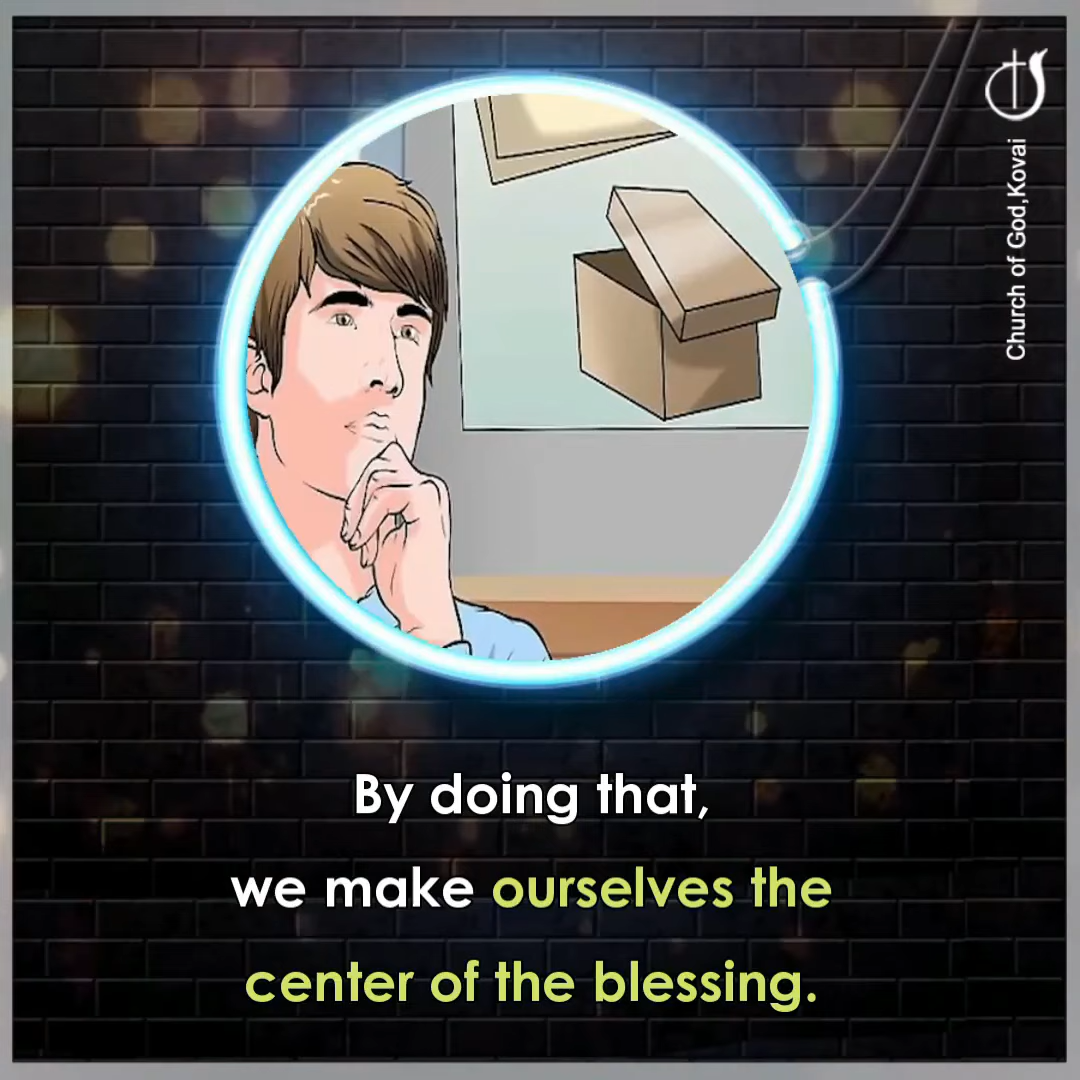 Church of God,Kovai
By doing that,
we make ourselves the
center of the blessing.